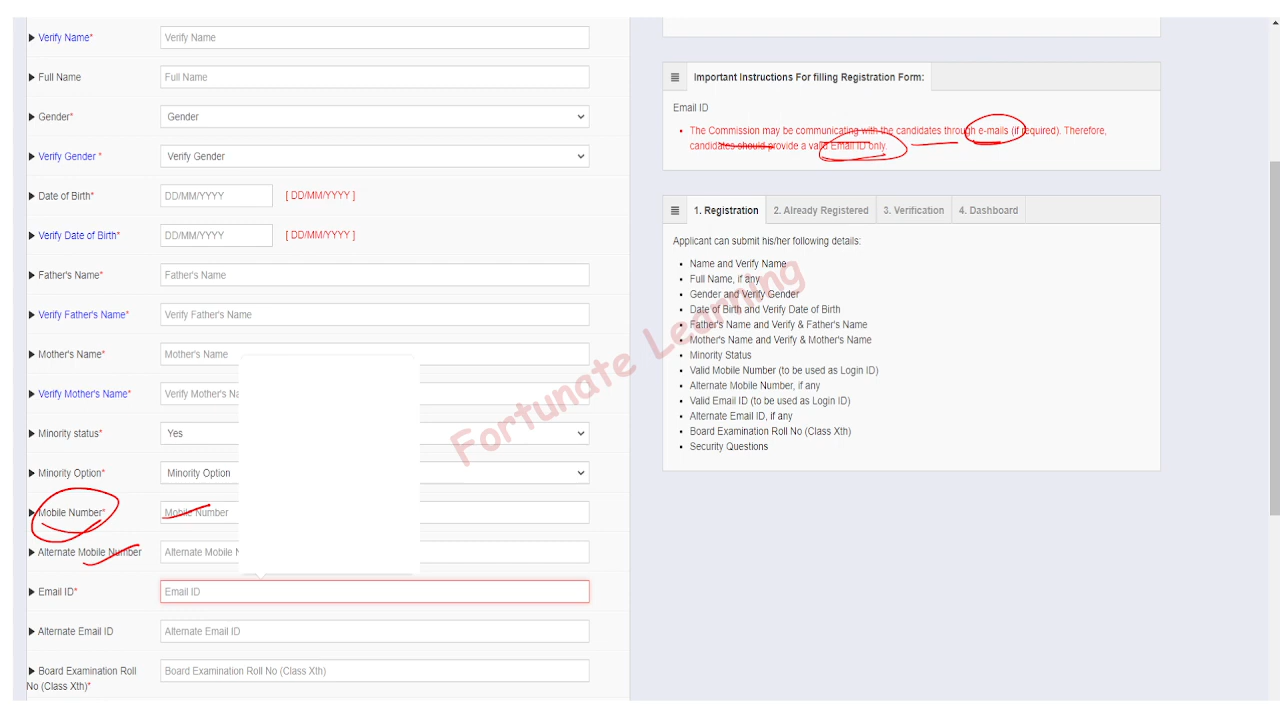 Verify Name* Verify Name
Full Name Full Name
Gender* Gender
Verify Gender * Verify Gender
Date of Birth* DD/MM/YYYY [ DD/MM/YYYY ]
Verify Date of Birth* DD/MM/YYYY [ DD/MM/YYYY ]
Father's Name* Father's Name
Verify Father's Name* Verify Father's Name
Mother's Name* Mother's Name
Verify Mother's Name* Verify Mother's Na
Minority status* Yes
Minority Option* Minority Option
Mobile Number* Mobile Number
Alternate Mobile Number Alternate Mobile N
Email ID* Email ID
Alternate Email ID Alternate Email ID
Board Examination Roll Board Examination Roll No (Class Xth)
No (Class Xth)*
Important Instructions For filling Registration Form:
Email ID
• The Commission may be communicating with the candidates through e-mails (if required). Therefore,
candidates should provide a valid Email ID only.
1. Registration 2. Already Registered 3. Verification 4. Dashboard
Applicant can submit his/her following details:
• Name and Verify Name
• Full Name, if any
• Gender and Verify Gender
• Date of Birth and Verify Date of Birth
• Father's Name and Verify & Father's Name
• Mother's Name and Verify & Mother's Name
• Minority Status
• Valid Mobile Number (to be used as Login ID)
• Alternate Mobile Number, if any
• Valid Email ID (to be used as Login ID)
• Alternate Email ID, if any
• Board Examination Roll No (Class Xth)
• Security Questions
Fortunate Learning